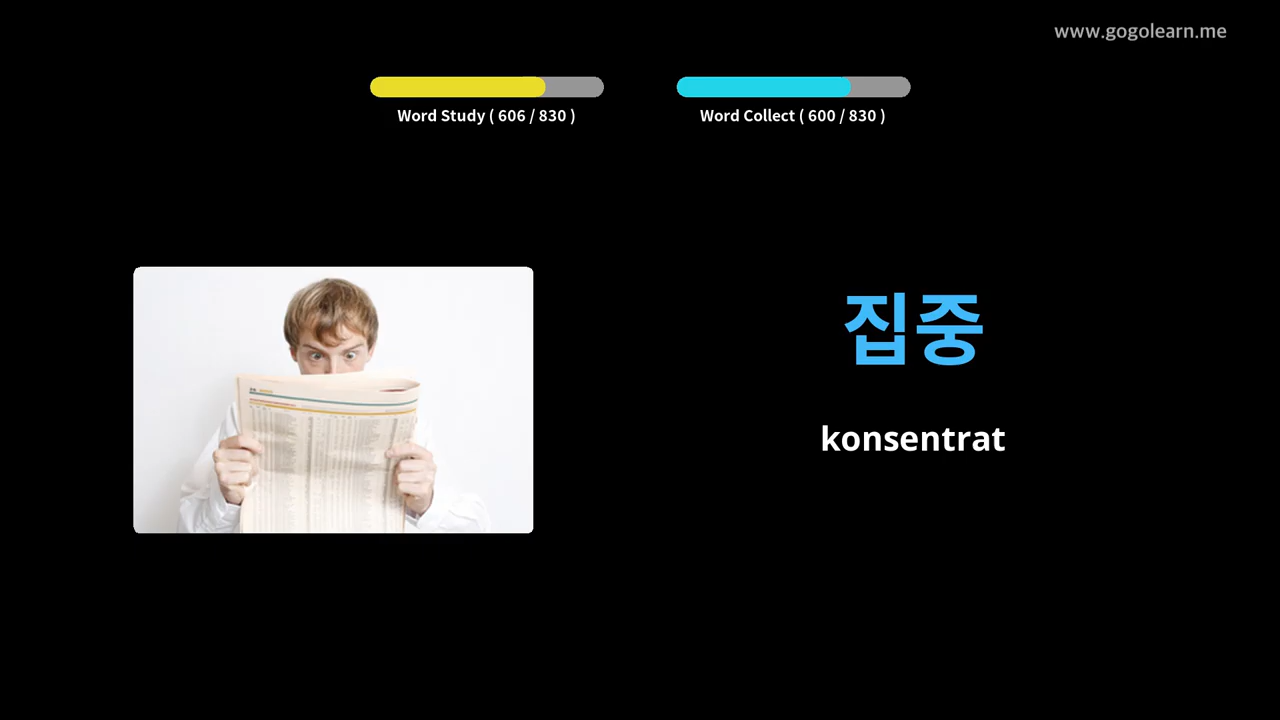 www.gogolearn.me
Word Study ( 606 / 830 )
Word Collect ( 600 / 830 )
집중
konsentrat